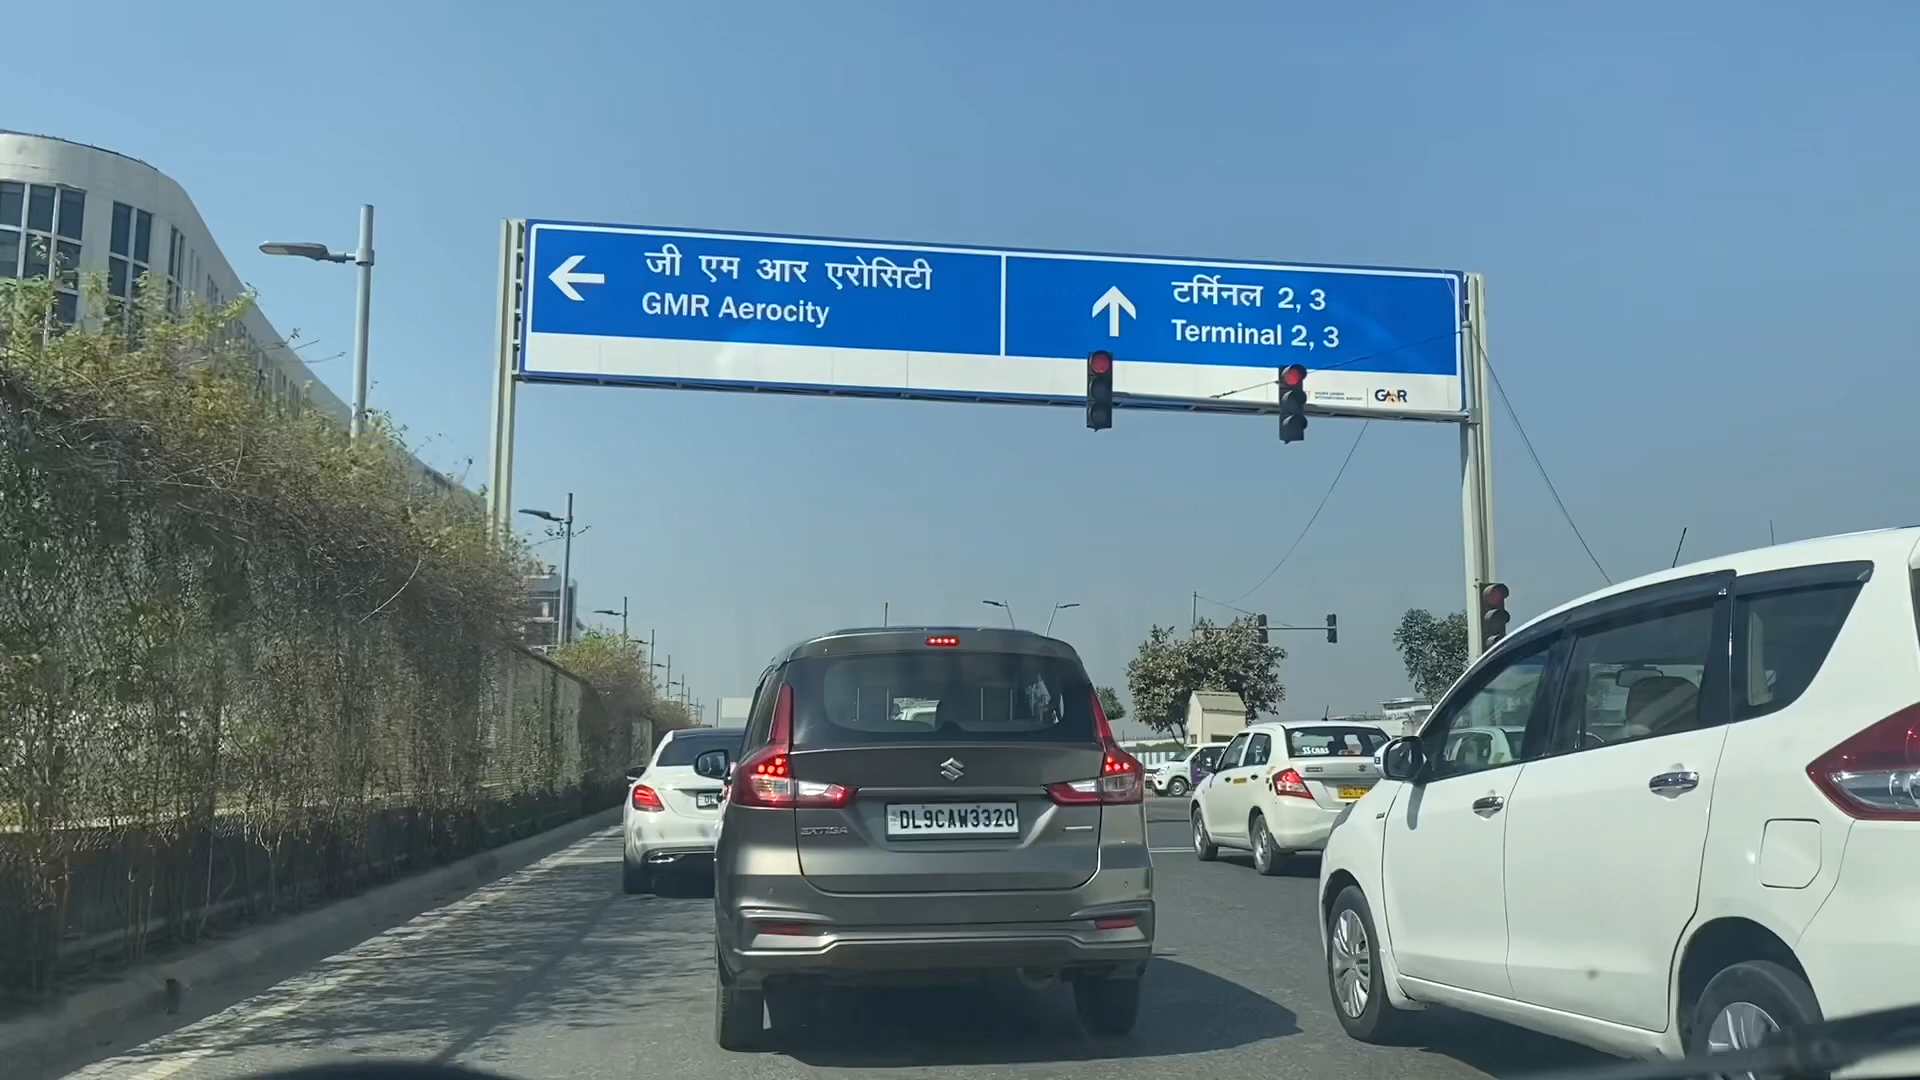 जी एम आर एरोसिटी
GMR Aerocity
टर्मिनल 2, 3
Terminal 2, 3
GMR
SS CABS
ERTIGA
DL9CAW3320